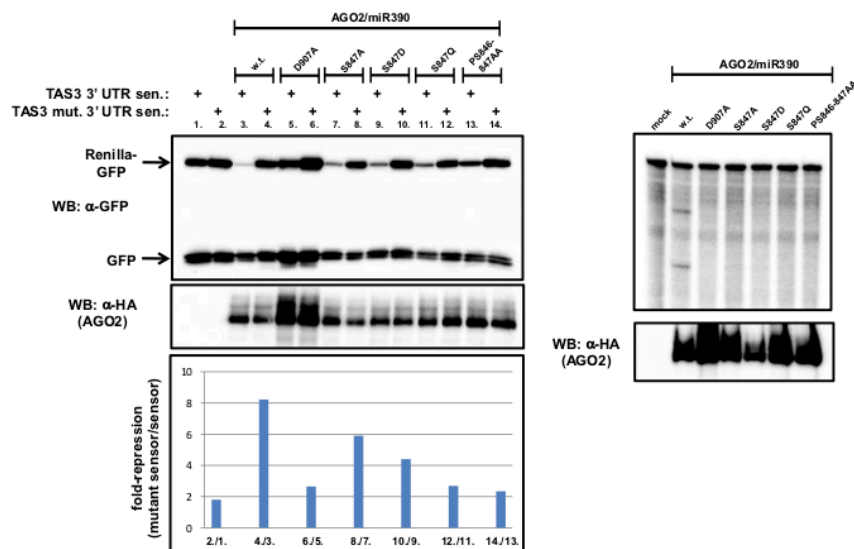 AGO2/miR390
w.t.
D907A
S847A
S847D
S847Q
PS846-
847AA
TAS3 3' UTR sen.: + + + + + + +
TAS3 mut. 3' UTR sen.: + + + + + + +
1. 2. 3. 4. 5. 6. 7. 8. 9. 10. 11. 12. 13. 14.
Renilla-
GFP
WB: α-GFP
GFP
WB: α-HA
(AGO2)
fold-repression
(mutant sensor/sensor)
10
8
6
4
2
0
2./1. 4./3. 6./5. 8./7. 10./9. 12./11. 14./13.
AGO2/miR390
mock
w.t.
D907A
S847A
S847D
S847Q
PS846-847AA
WB: α-HA
(AGO2)